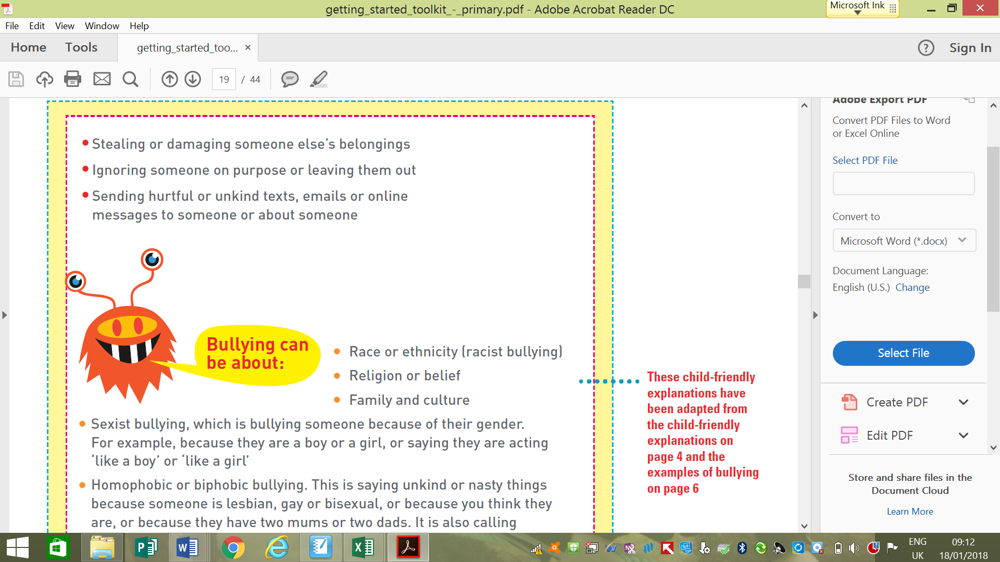 getting_started_toolkit_-_primary.pdf - Adobe Acrobat Reader DC
Microsoft Ink
File Edit View Window Help
Home Tools getting_started_too... Sign In
19 / 44
Stealing or damaging someone else’s belongings
Ignoring someone on purpose or leaving them out
Sending hurtful or unkind texts, emails or online
messages to someone or about someone
Bullying can
be about:
Race or ethnicity (racist bullying)
Religion or belief
Family and culture
Sexist bullying, which is bullying someone because of their gender.
For example, because they are a boy or a girl, or saying they are acting
‘like a boy’ or ‘like a girl’
Homophobic or biphobic bullying. This is saying unkind or nasty things
because someone is lesbian, gay or bisexual, or because you think they
are, or because they have two mums or two dads. It is also calling
These child-friendly
explanations have
been adapted from
the child-friendly
explanations on
page 4 and the
examples of bullying
on page 6
Adobe Export PDF
Convert PDF Files to Word
or Excel Online
Select PDF File
Convert to
Microsoft Word (*.docx)
Document Language:
English (U.S.) Change
Select File
Create PDF
Edit PDF
Store and share files in the
Document Cloud
Learn More
ENG
UK
09:12
18/01/2018